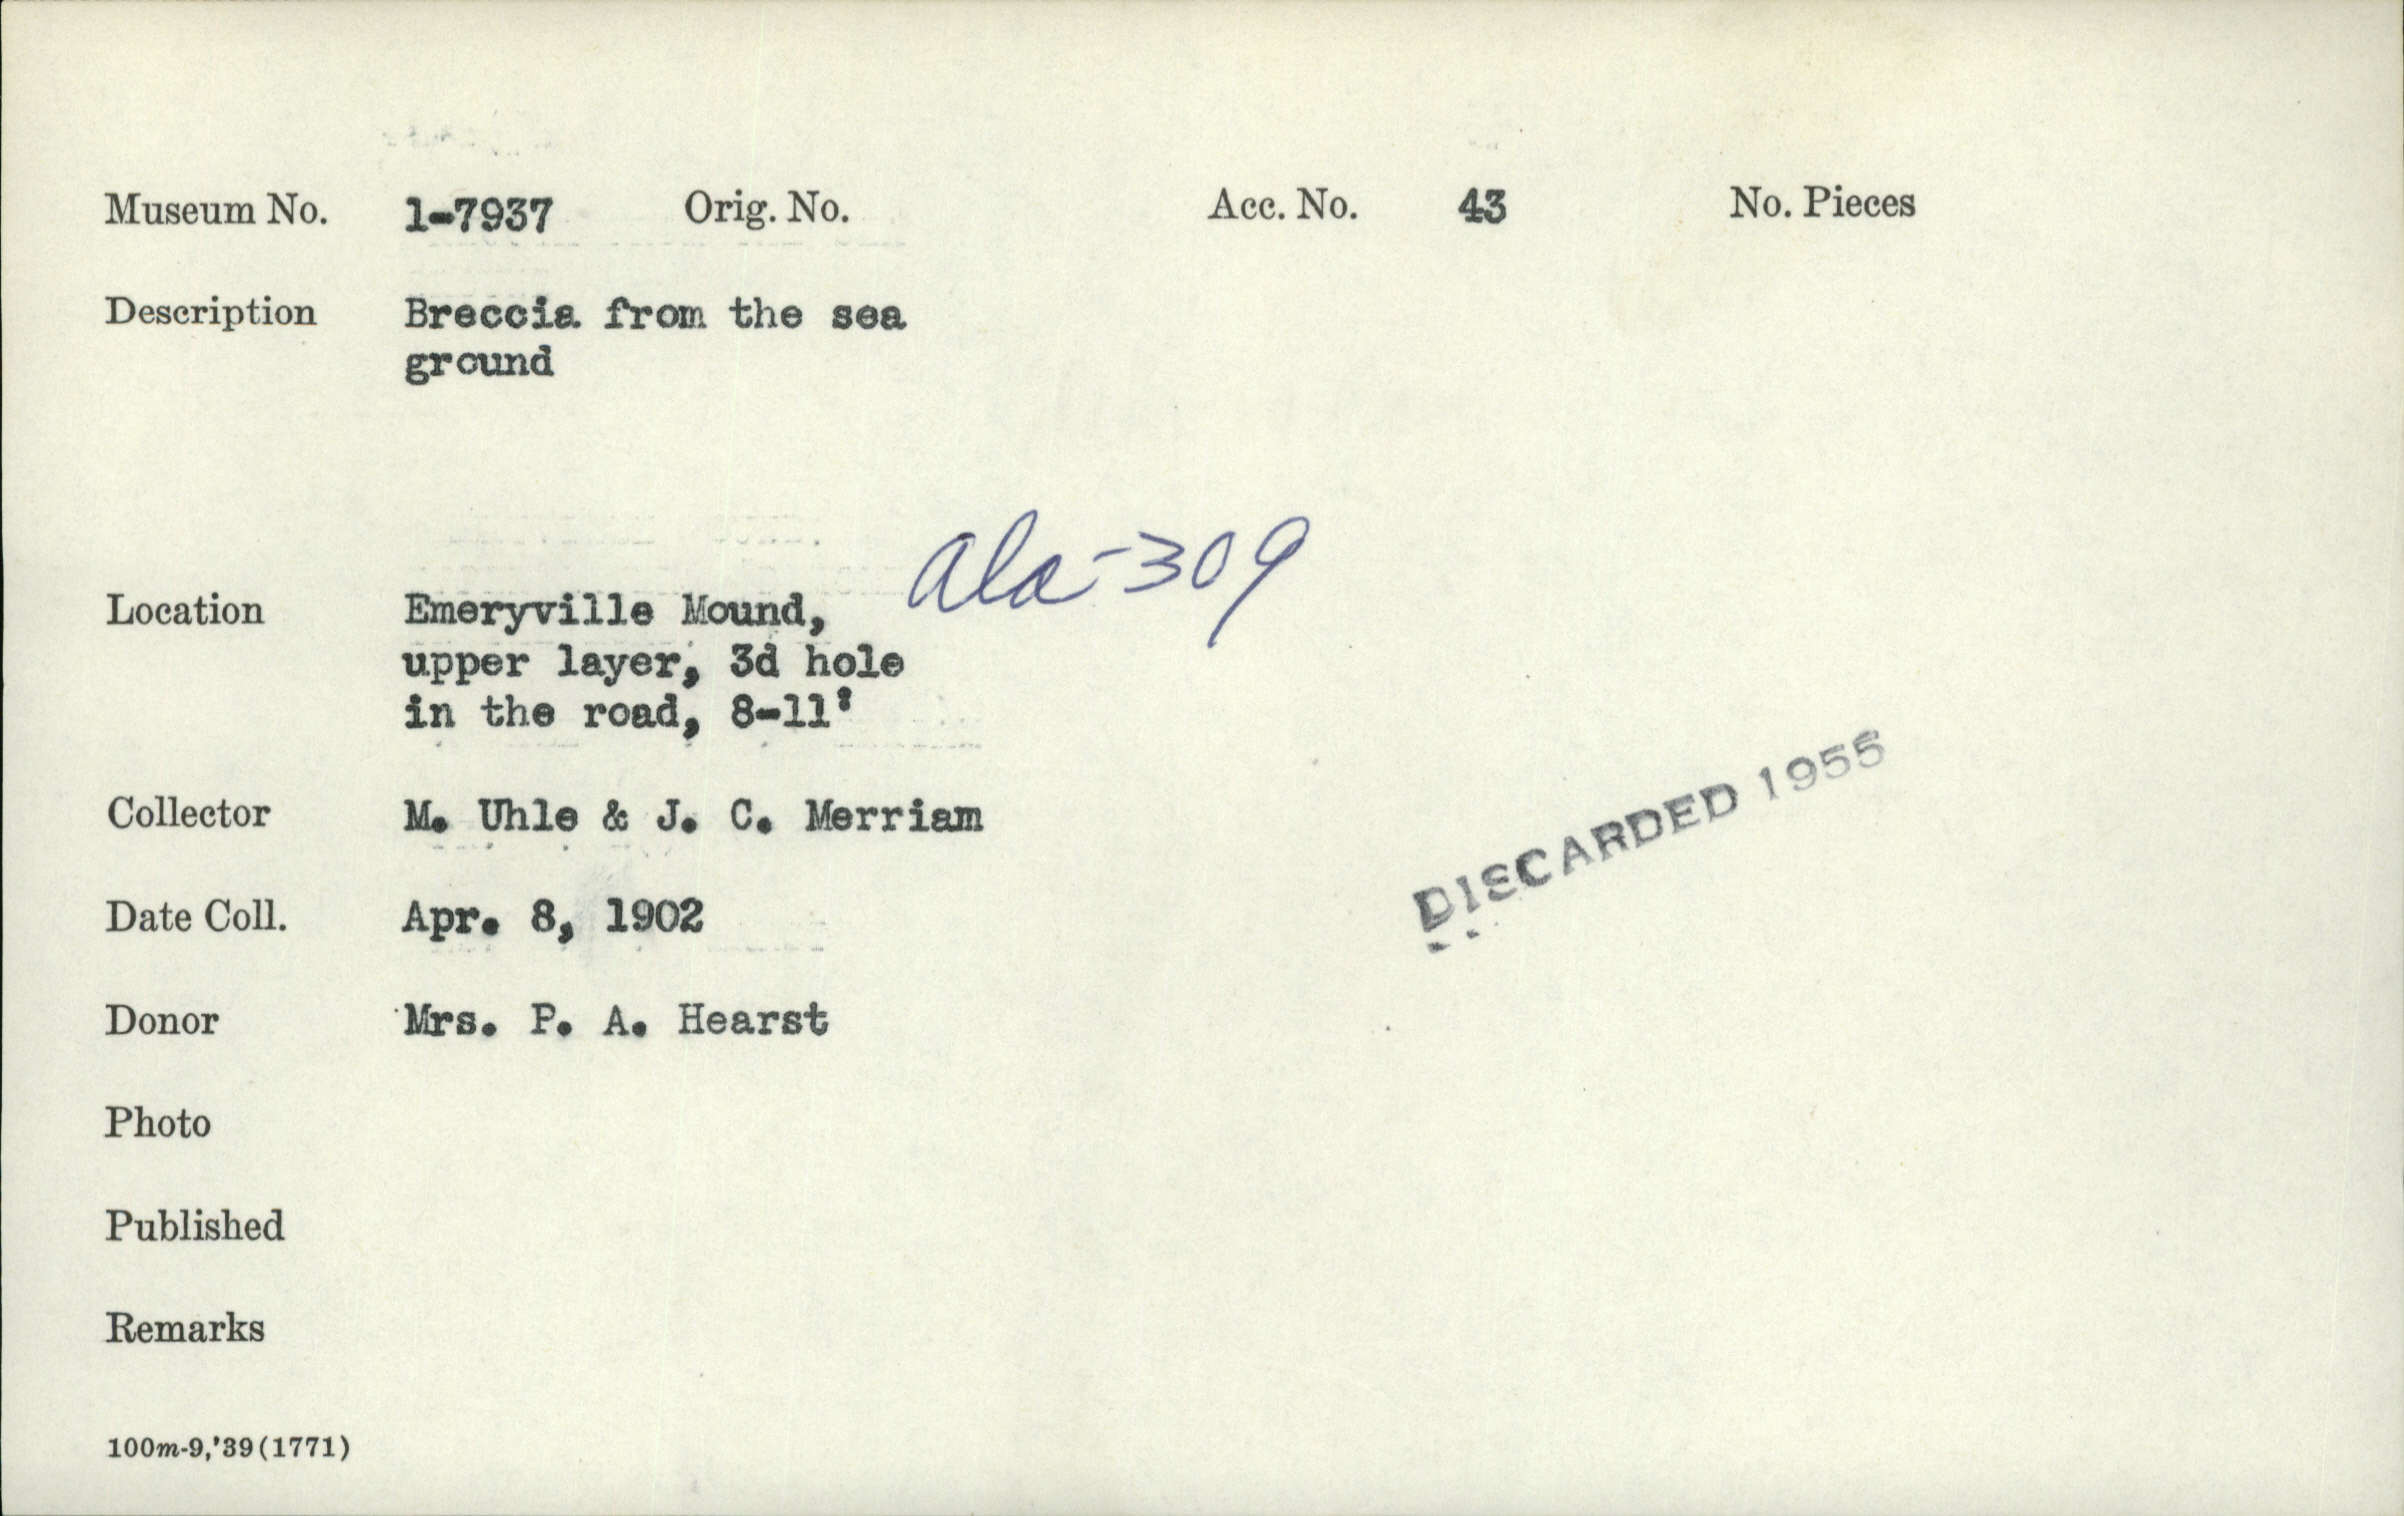 Museum No. 1-7937 Orig. No. Acc. No. 43 No. Pieces
Description Breccia from the sea
ground
Ala-309
Location Emeryville Mound,
upper layer, 3d hole
in the road, 8-11'
Collector M. Uhle & J. C. Merriam
DISCARDED 1955
Date Coll. Apr. 8, 1902
Donor Mrs. P. A. Hearst
Photo
Published
Remarks
100m-9,'39(1771)